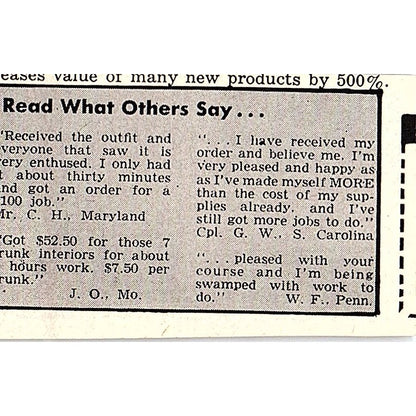 eases value of many new products by 500%.
Read What Others Say...
"Received the outfit and
veryone that saw it is
ery enthused. I only had
t about thirty minutes
nd got an order for a
100 job."
Mr. C. H., Maryland
"Got $52.50 for those 7
runk interiors for about
hours work. $7.50 per
runk."
J. O., Mo.
"...I have received my
order and believe me. I'm
very pleased and happy as
as I've made myself MORE
than the cost of my sup-
plies already. and I've
still got more jobs to do."
Cpl. G. W., S. Carolina
"...pleased with your
course and I'm being
swamped with work to
do." W. F., Penn.